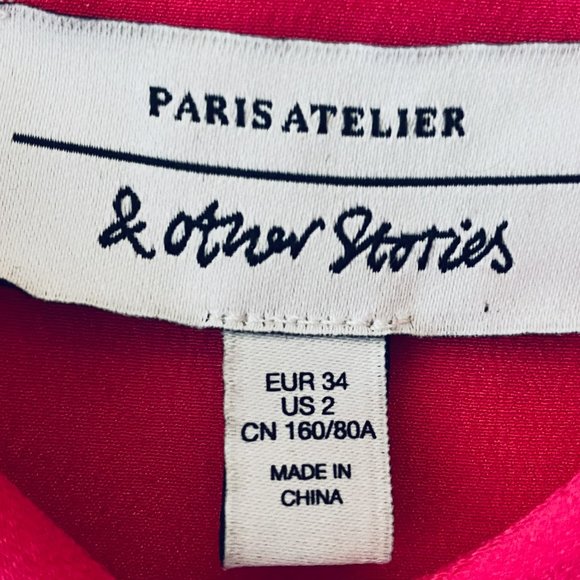 PARIS ATELIER
& other Stories
EUR 34
US 2
CN 160/80A
MADE IN
CHINA